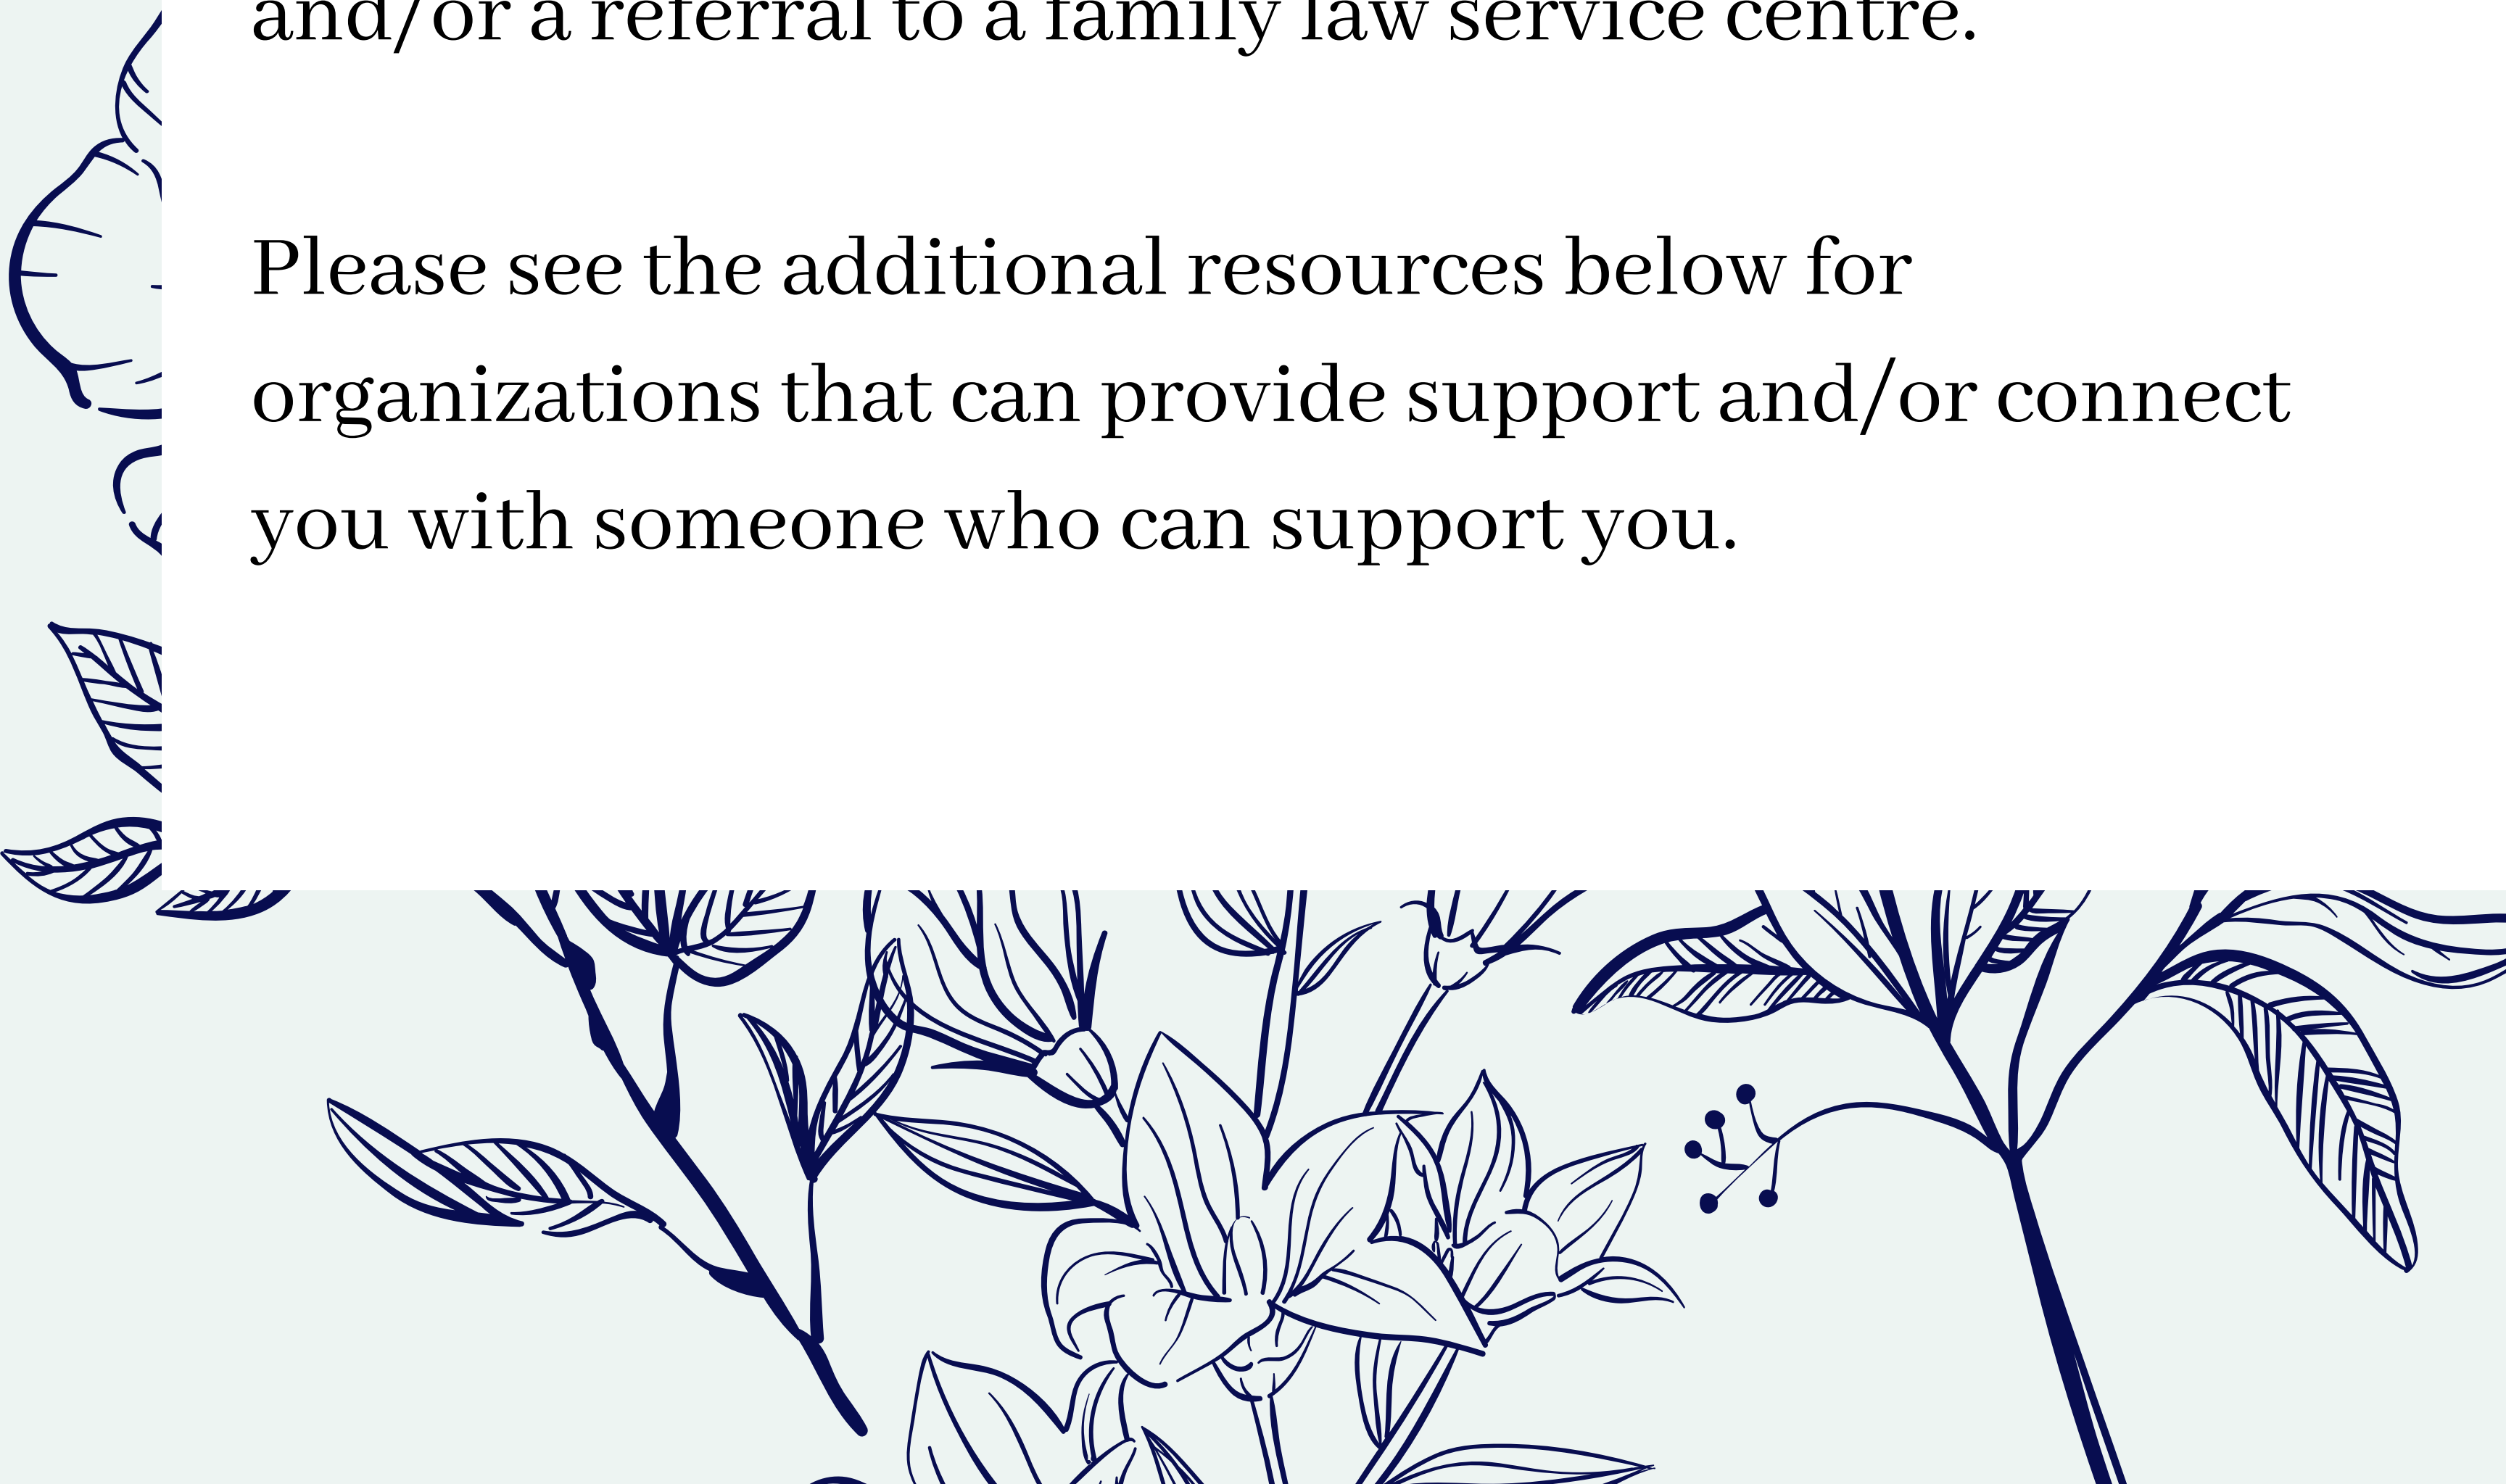 and/or a referral to a family law service centre.
Please see the additional resources below for
organizations that can provide support and/or connect
you with someone who can support you.